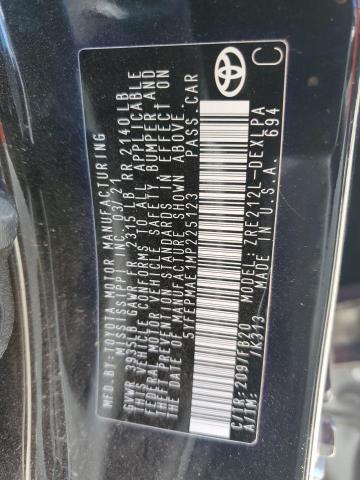 MFD.BY:TOYOTA MOTOR MANUFACTURING
MISSISSIPPI INC. 03/21
GVWR 3935LB GAWR FR 2315 LB RR 2140 LB
THIS VEHICLE CONFORMS TO ALL APPLICABLE
FEDERAL MOTOR VEHICLE SAFETY BUMPER AND
THEFT PREVENTION STANDARDS IN EFFECT ON
THE DATE OF MANUFACTURE SHOWN ABOVE.
5YFEPMAE1MP225123 PASS.CAR
C/TR:209/FB20 ZRE212L-DEXLPA
A/TM: /K313 MADE IN U.S.A. 694
TOYOTA
C